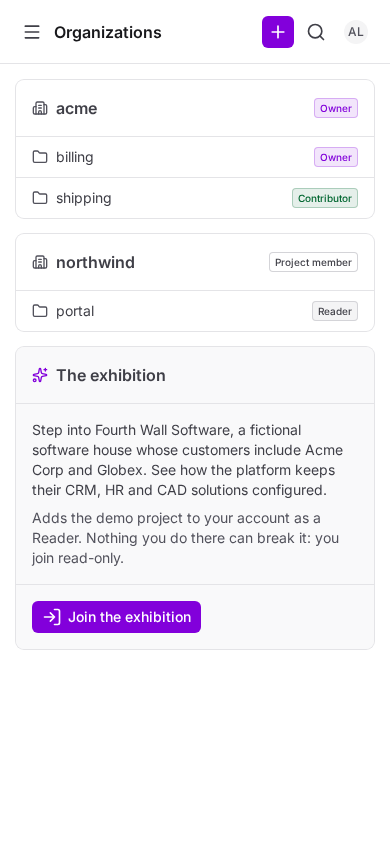 Organizations
AL
acme
Owner
billing
Owner
shipping
Contributor
northwind
Project member
portal
Reader
The exhibition
Step into Fourth Wall Software, a fictional
software house whose customers include Acme
Corp and Globex. See how the platform keeps
their CRM, HR and CAD solutions configured.
Adds the demo project to your account as a
Reader. Nothing you do there can break it: you
join read-only.
Join the exhibition